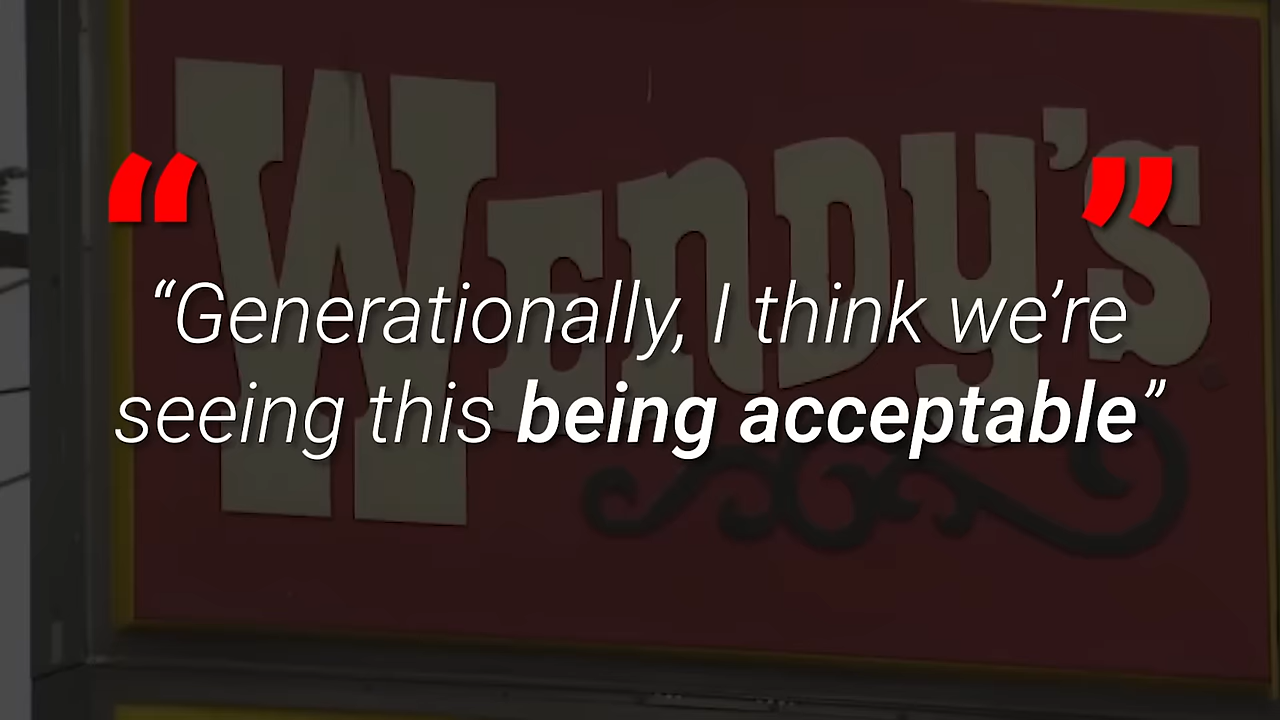 WENDY'S
“ ”
“Generationally, I think we’re
seeing this being acceptable”